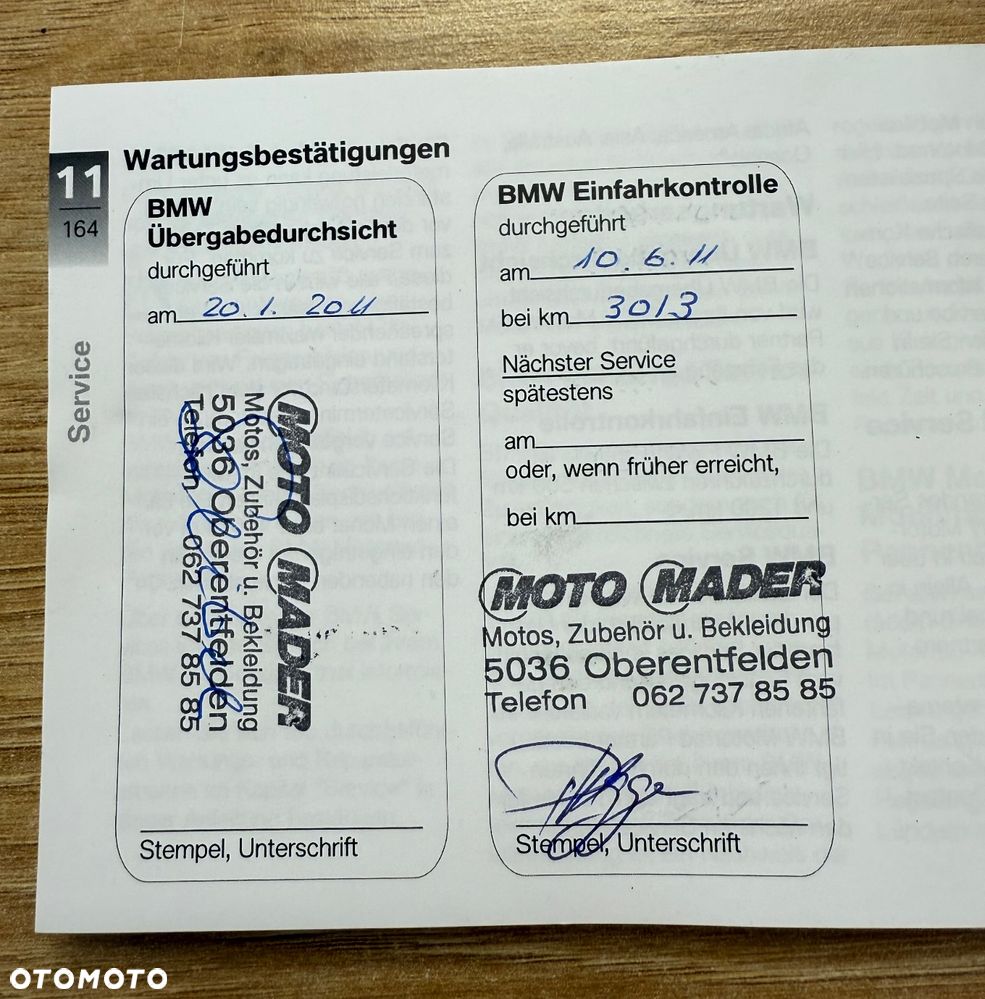 Wartungsbestätigungen
11
164
Service
BMW
Übergabedurchsicht
durchgeführt
am 20.1.2011
MOTO MADER
Motos, Zubehör u. Bekleidung
5036 Oberentfelden
Telefon 062 737 85 85
Stempel, Unterschrift
BMW Einfahrkontrolle
durchgeführt
am 10.6.11
bei km 3013
Nächster Service
spätestens
am
oder, wenn früher erreicht,
bei km
MOTO MADER
Motos, Zubehör u. Bekleidung
5036 Oberentfelden
Telefon 062 737 85 85
Stempel, Unterschrift
OTOMOTO